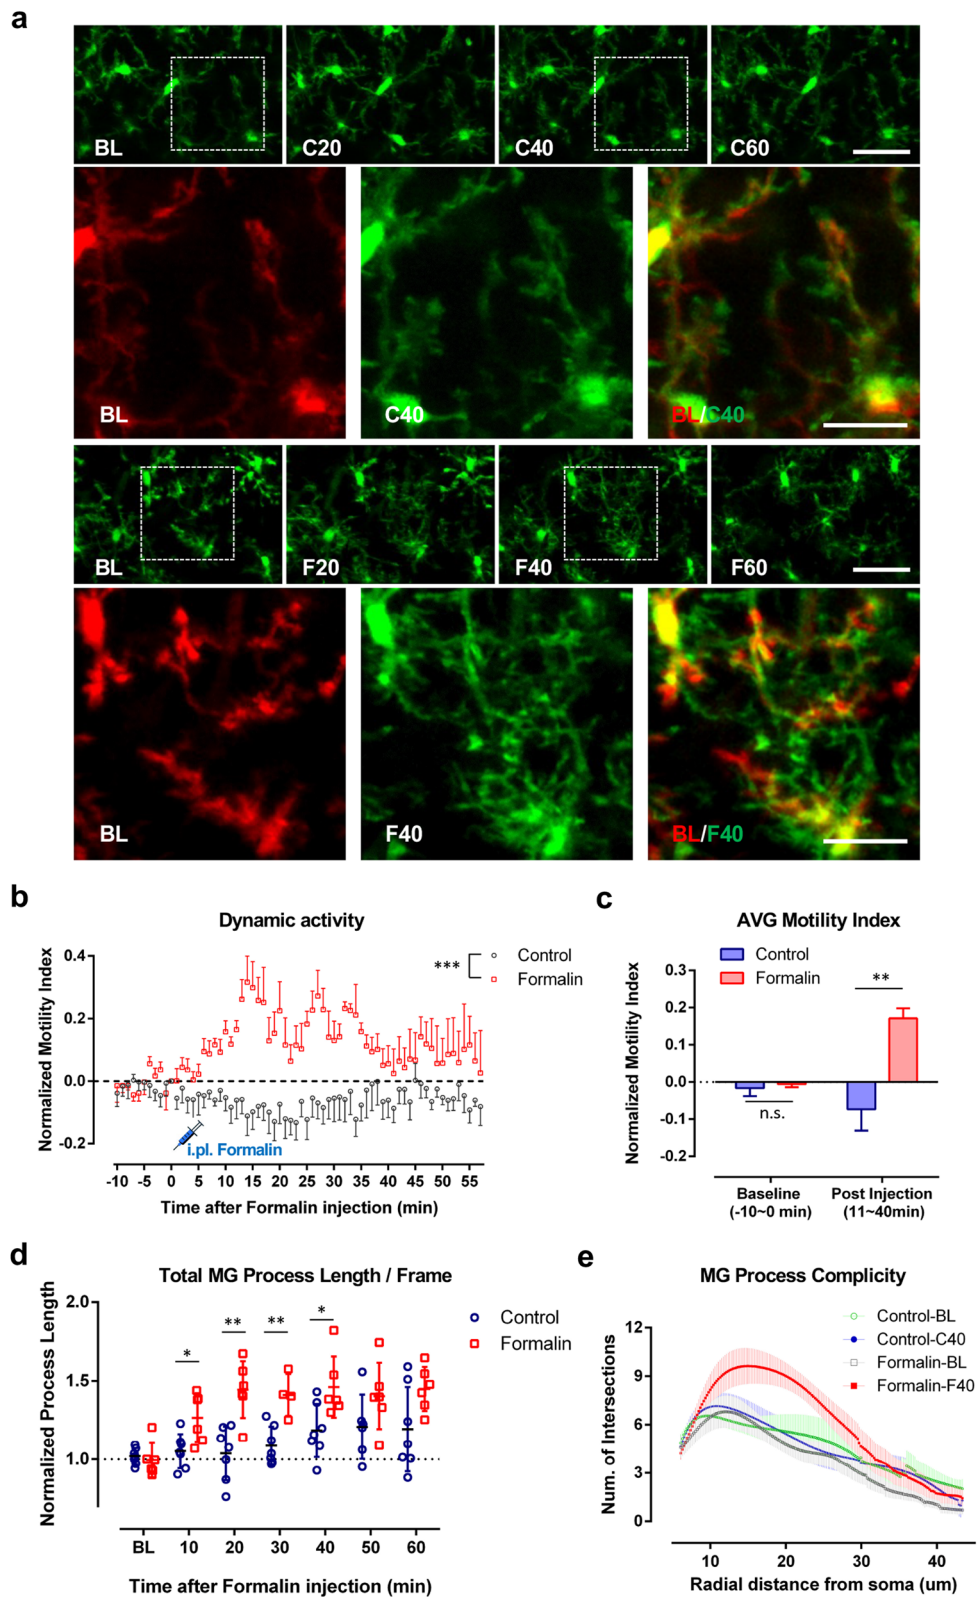 a
BL
C20
C40
C60
BL
C40
BL/C40
BL
F20
F40
F60
BL
F40
BL/F40
b
Dynamic activity
Normalized Motility Index
0.4
0.2
0.0
-0.2
***
Control
Formalin
i.pl. Formalin
-10 -5 0 5 10 15 20 25 30 35 40 45 50 55
Time after Formalin injection (min)
c
AVG Motility Index
Control
Formalin
Normalized Motility Index
0.3
0.2
0.1
0.0
-0.1
-0.2
**
n.s.
Baseline
(-10~0 min)
Post Injection
(11~40min)
d
Total MG Process Length / Frame
Normalized Process Length
2.0
1.5
1.0
*
**
**
*
Control
Formalin
BL 10 20 30 40 50 60
Time after Formalin injection (min)
e
MG Process Complicity
Control-BL
Control-C40
Formalin-BL
Formalin-F40
Num. of Intersections
12
9
6
3
0
10 20 30 40
Radial distance from soma (um)